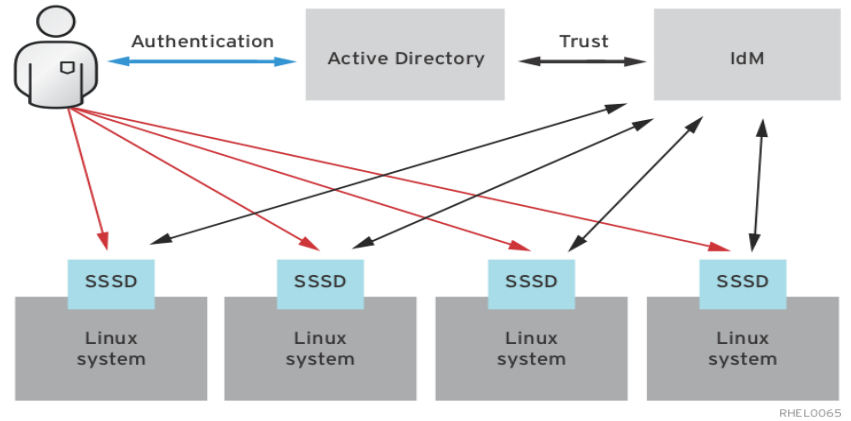 Authentication
Active Directory
Trust
IdM
SSSD
SSSD
SSSD
SSSD
Linux
system
Linux
system
Linux
system
Linux
system
RHEL0065